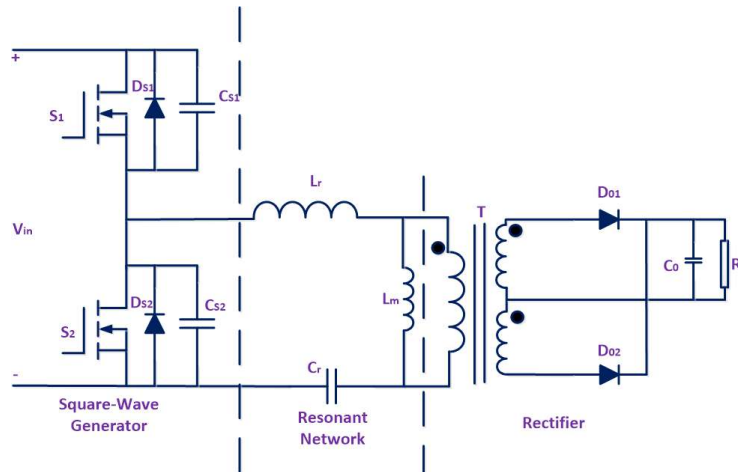 +
S1
DS1
CS1
Lr
Vin
T
D01
C0
R
Lm
DS2
CS2
S2
D02
-
Cr
Square-Wave
Generator
Resonant
Network
Rectifier